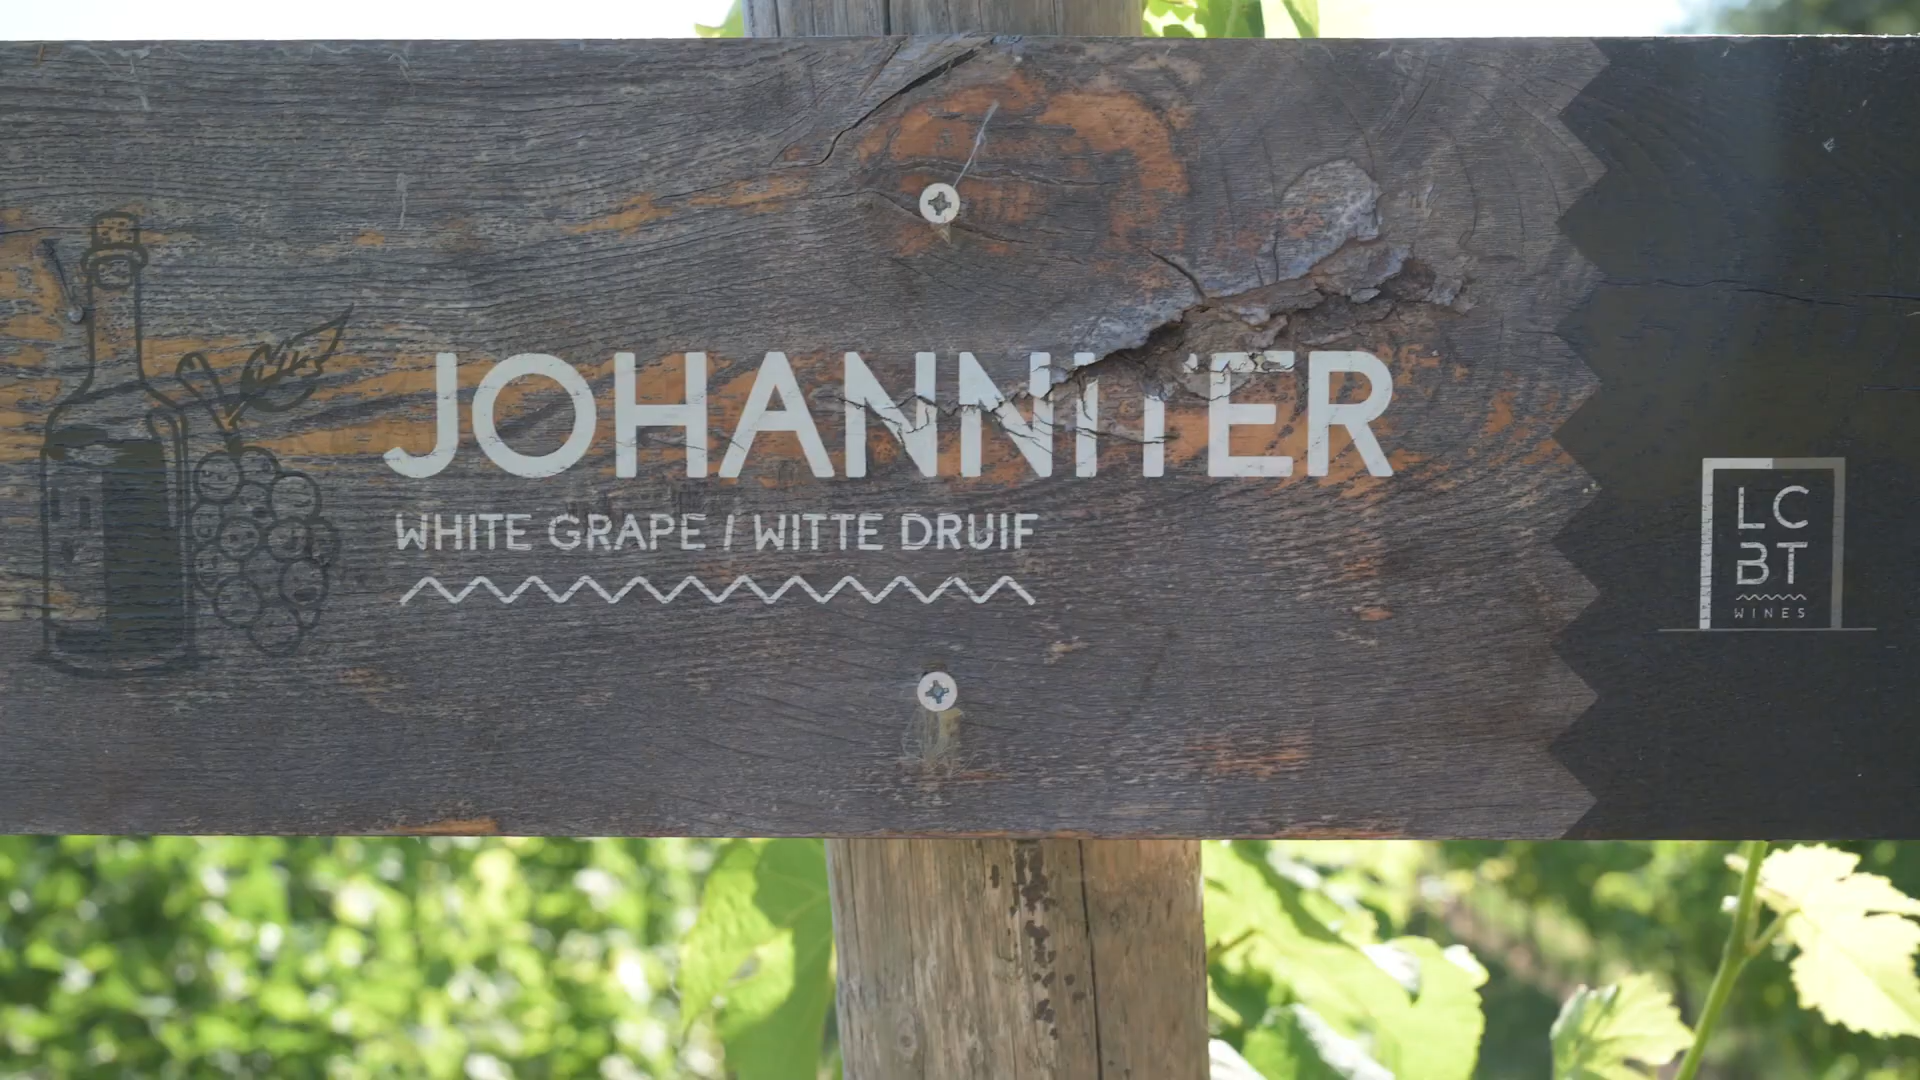 JOHANNITER
WHITE GRAPE / WITTE DRUIF
LC
BT
WINES